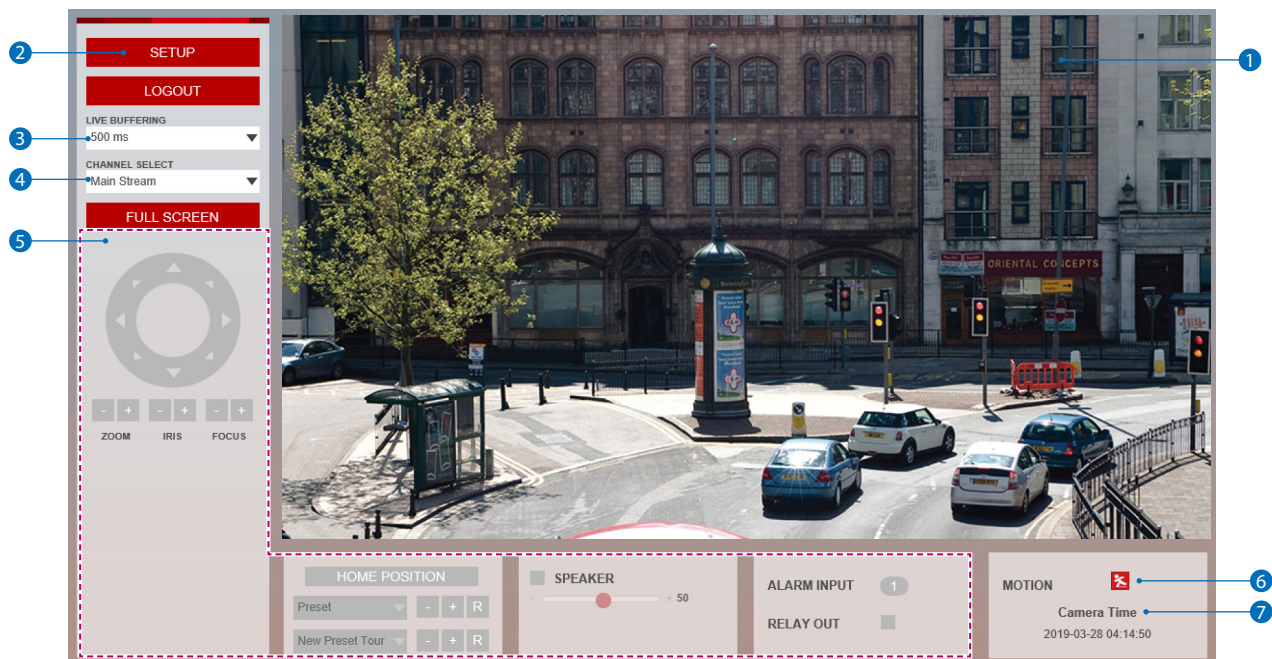 2
SETUP
LOGOUT
LIVE BUFFERING
3
500 ms
CHANNEL SELECT
4
Main Stream
FULL SCREEN
5
- + - + - +
ZOOM IRIS FOCUS
1
ORIENTAL CONCEPTS
HOME POSITION
Preset - + R
New Preset Tour - + R
SPEAKER
- + 50
ALARM INPUT 1
RELAY OUT
MOTION 6
Camera Time 7
2019-03-28 04:14:50